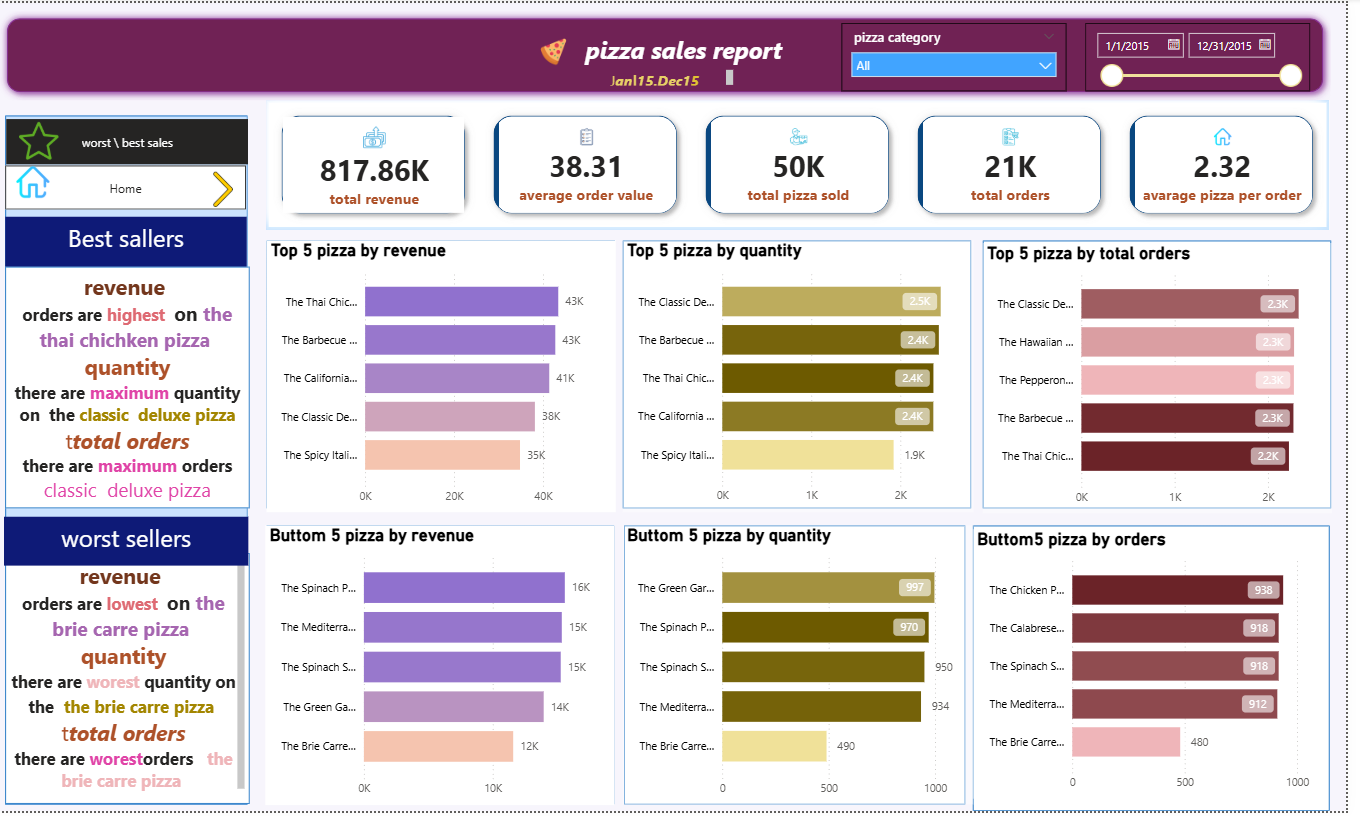 pizza sales report
Jan\15.Dec15
pizza category
All
1/1/2015
12/31/2015
worst \ best sales
Home
Best sallers
revenue
orders are highest on the
thai chichken pizza
quantity
there are maximum quantity
on the classic deluxe pizza
ttotal orders
there are maximum orders
classic deluxe pizza
worst sellers
revenue
orders are lowest on the
brie carre pizza
quantity
there are worest quantity on
the the brie carre pizza
ttotal orders
there are worestorders the
brie carre pizza
817.86K
total revenue
38.31
average order value
50K
total pizza sold
21K
total orders
2.32
avarage pizza per order
Top 5 pizza by revenue
The Thai Chic... 43K
The Barbecue ... 43K
The California... 41K
The Classic De... 38K
The Spicy Itali... 35K
0K 20K 40K
Top 5 pizza by quantity
The Classic De... 2.5K
The Barbecue ... 2.4K
The Thai Chic... 2.4K
The California ... 2.4K
The Spicy Itali... 1.9K
0K 1K 2K
Top 5 pizza by total orders
The Classic De... 2.3K
The Hawaiian ... 2.3K
The Pepperon... 2.3K
The Barbecue ... 2.3K
The Thai Chic... 2.2K
0K 1K 2K
Buttom 5 pizza by revenue
The Spinach P... 16K
The Mediterra... 15K
The Spinach S... 15K
The Green Ga... 14K
The Brie Carre... 12K
0K 10K
Buttom 5 pizza by quantity
The Green Gar... 997
The Spinach P... 970
The Spinach S... 950
The Mediterra... 934
The Brie Carre... 490
0 500 1000
Buttom5 pizza by orders
The Chicken P... 938
The Calabrese... 918
The Spinach S... 918
The Mediterra... 912
The Brie Carre... 480
0 500 1000